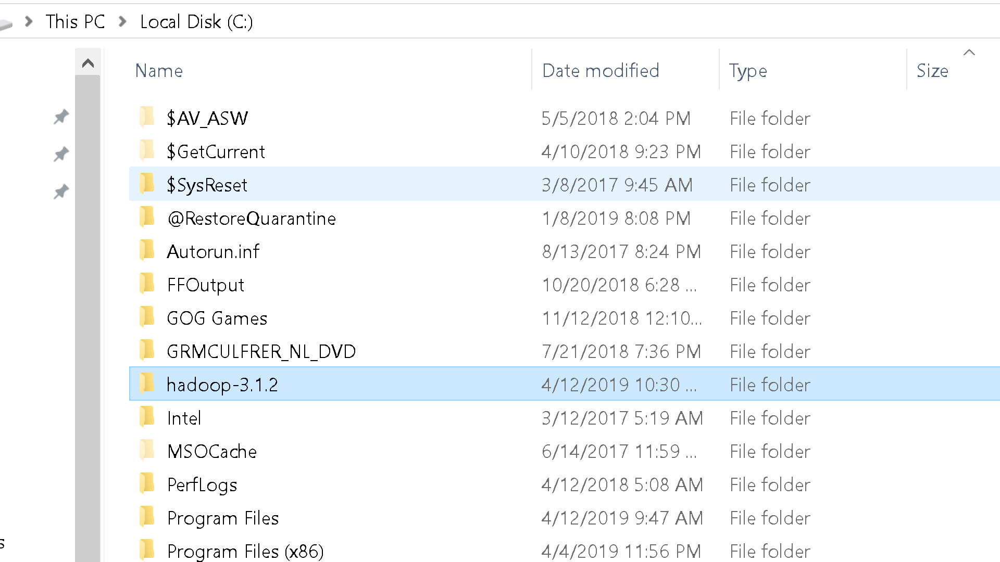 This PC > Local Disk (C:)
Name Date modified Type Size
$AV_ASW 5/5/2018 2:04 PM File folder
$GetCurrent 4/10/2018 9:23 PM File folder
$SysReset 3/8/2017 9:45 AM File folder
@RestoreQuarantine 1/8/2019 8:08 PM File folder
Autorun.inf 8/13/2017 8:24 PM File folder
FFOutput 10/20/2018 6:28 ... File folder
GOG Games 11/12/2018 12:10... File folder
GRMCULFRER_NL_DVD 7/21/2018 7:36 PM File folder
hadoop-3.1.2 4/12/2019 10:30 ... File folder
Intel 3/12/2017 5:19 AM File folder
MSOCache 6/14/2017 11:59 ... File folder
PerfLogs 4/12/2018 5:08 AM File folder
Program Files 4/12/2019 9:47 AM File folder
s
Program Files (x86) 4/4/2019 11:56 PM File folder